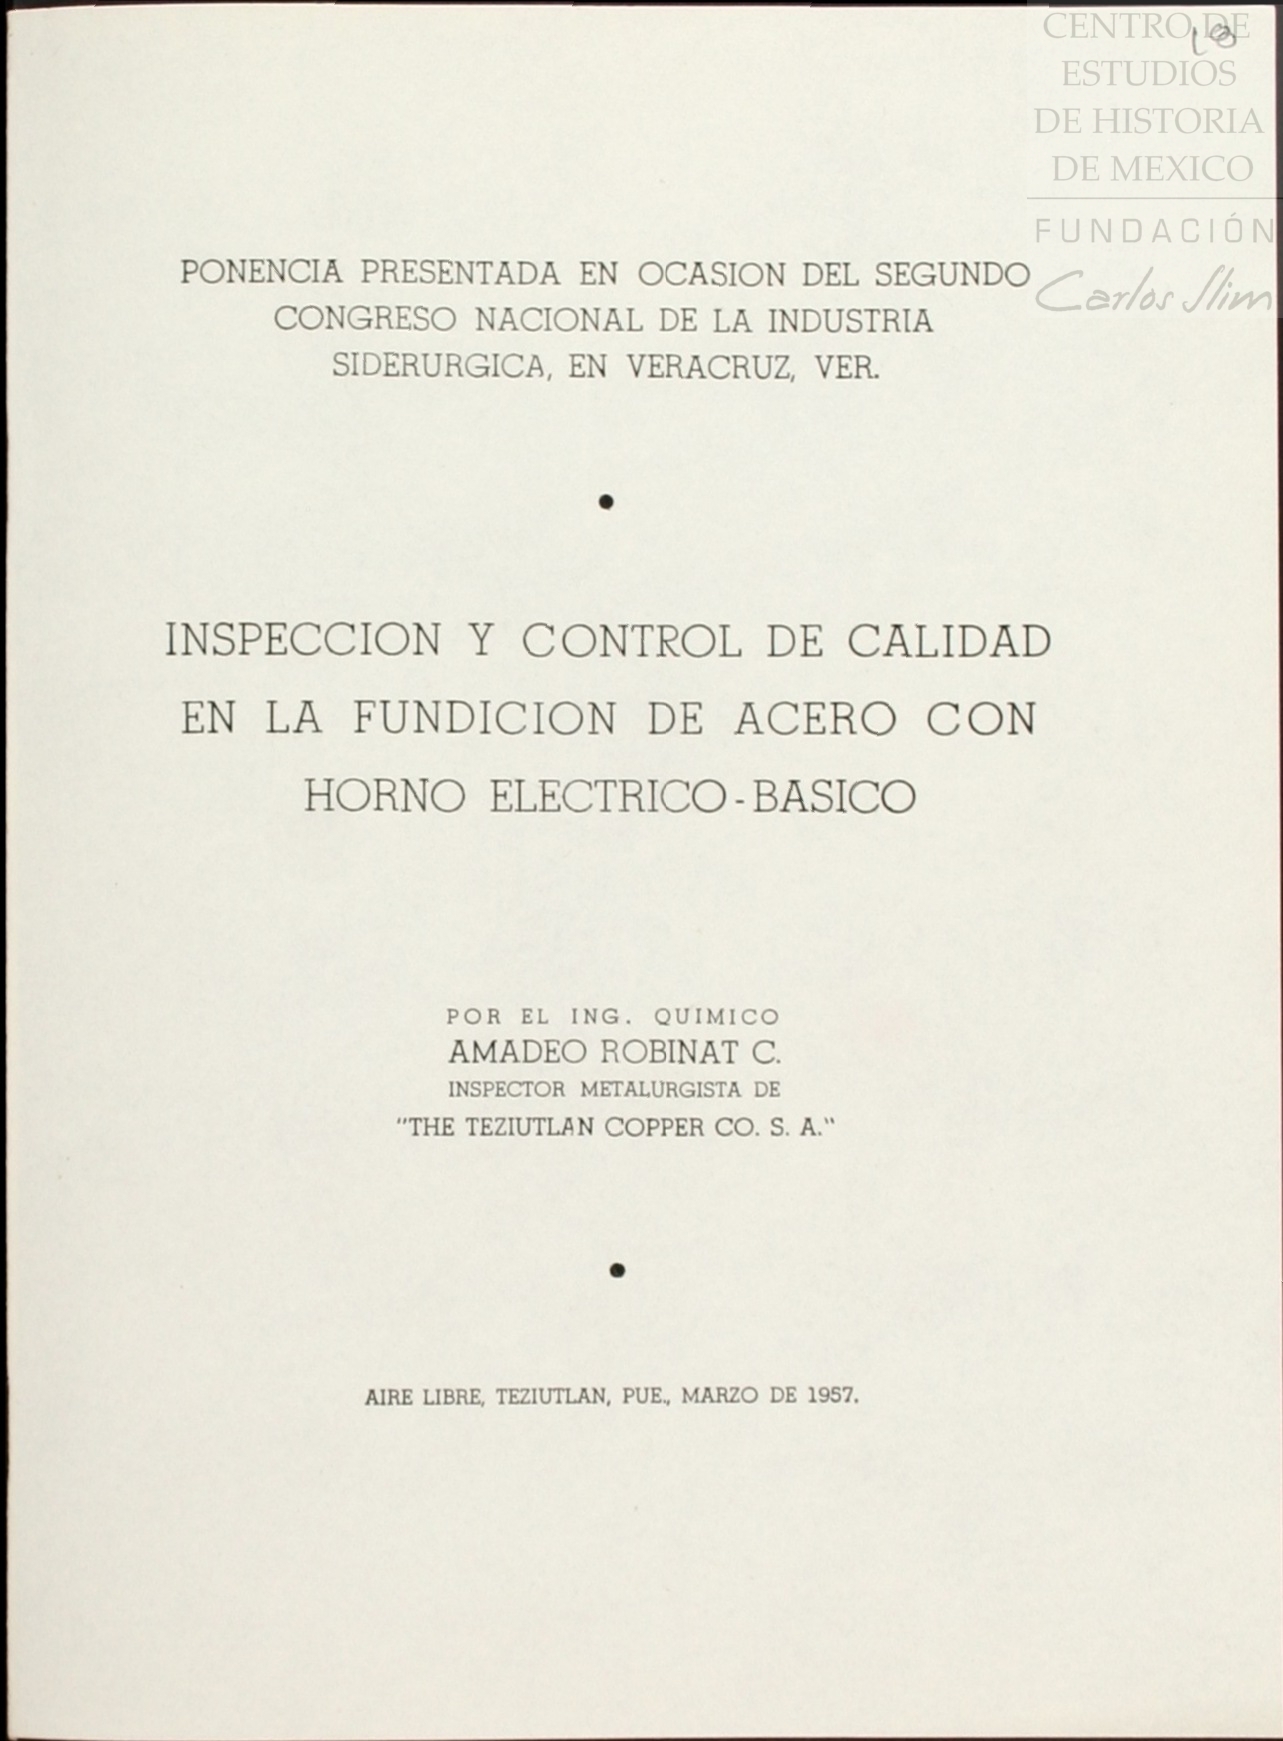 CENTRO DE
ESTUDIOS
DE HISTORIA
DE MEXICO
FUNDACIÓN
Carlos Slim
PONENCIA PRESENTADA EN OCASION DEL SEGUNDO
CONGRESO NACIONAL DE LA INDUSTRIA
SIDERURGICA, EN VERACRUZ, VER.
INSPECCION Y CONTROL DE CALIDAD
EN LA FUNDICION DE ACERO CON
HORNO ELECTRICO-BASICO
POR EL ING. QUIMICO
AMADEO ROBINAT C.
INSPECTOR METALURGISTA DE
"THE TEZIUTLAN COPPER CO. S. A."
AIRE LIBRE, TEZIUTLAN, PUE., MARZO DE 1957.